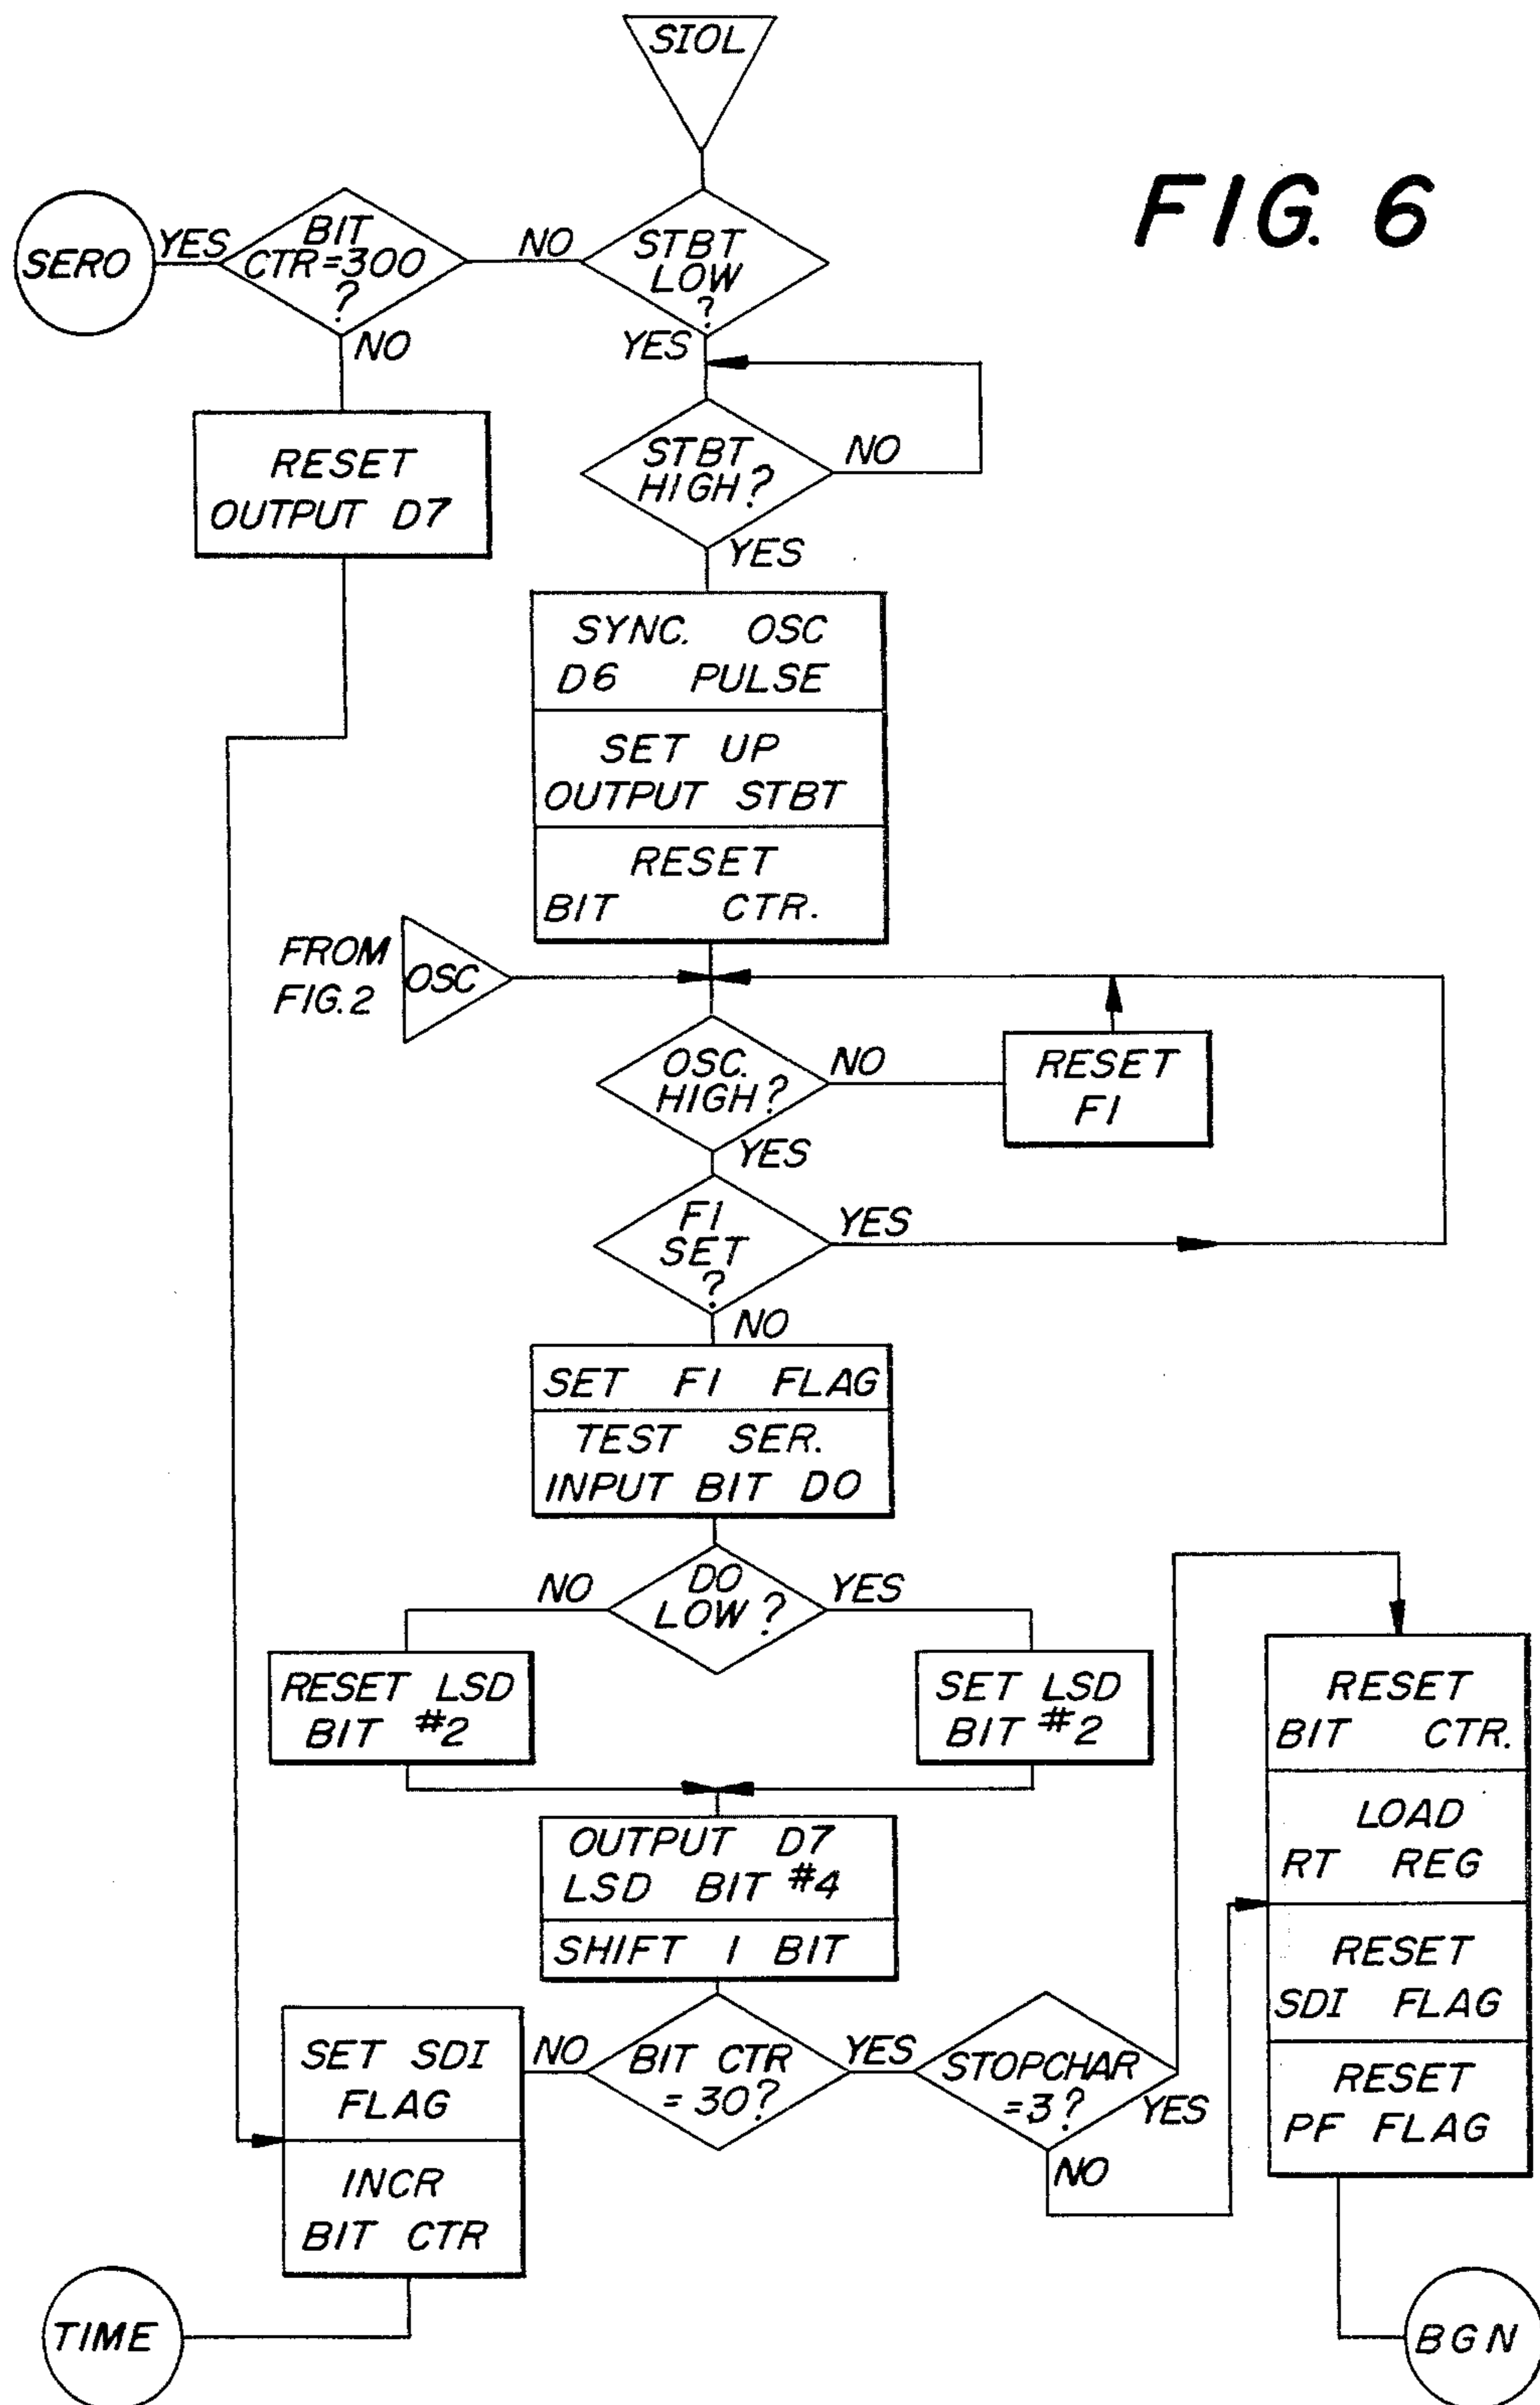 SIOL
FIG. 6
SERO
YES
BIT
CTR=300
?
NO
STBT
LOW
?
NO
YES
RESET
OUTPUT D7
STBT
HIGH?
NO
YES
SYNC. OSC
D6 PULSE
SET UP
OUTPUT STBT
RESET
BIT CTR.
FROM
FIG.2
OSC
OSC.
HIGH?
NO
RESET
F1
YES
F1
SET
?
YES
NO
SET F1 FLAG
TEST SER.
INPUT BIT DO
NO
DO
LOW?
YES
RESET LSD
BIT #2
SET LSD
BIT #2
RESET
BIT CTR.
LOAD
RT REG
RESET
SDI FLAG
RESET
PF FLAG
OUTPUT D7
LSD BIT #4
SHIFT 1 BIT
SET SDI
FLAG
INCR
BIT CTR
NO
BIT CTR
=30?
YES
STOPCHAR
=3?
YES
NO
TIME
BGN